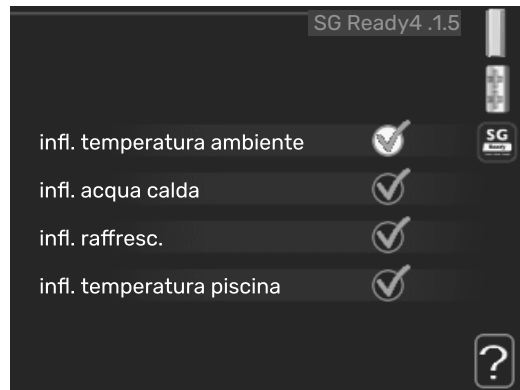 SG Ready4 .1.5
SG
Ready
infl. temperatura ambiente
infl. acqua calda
infl. raffresc.
infl. temperatura piscina
?